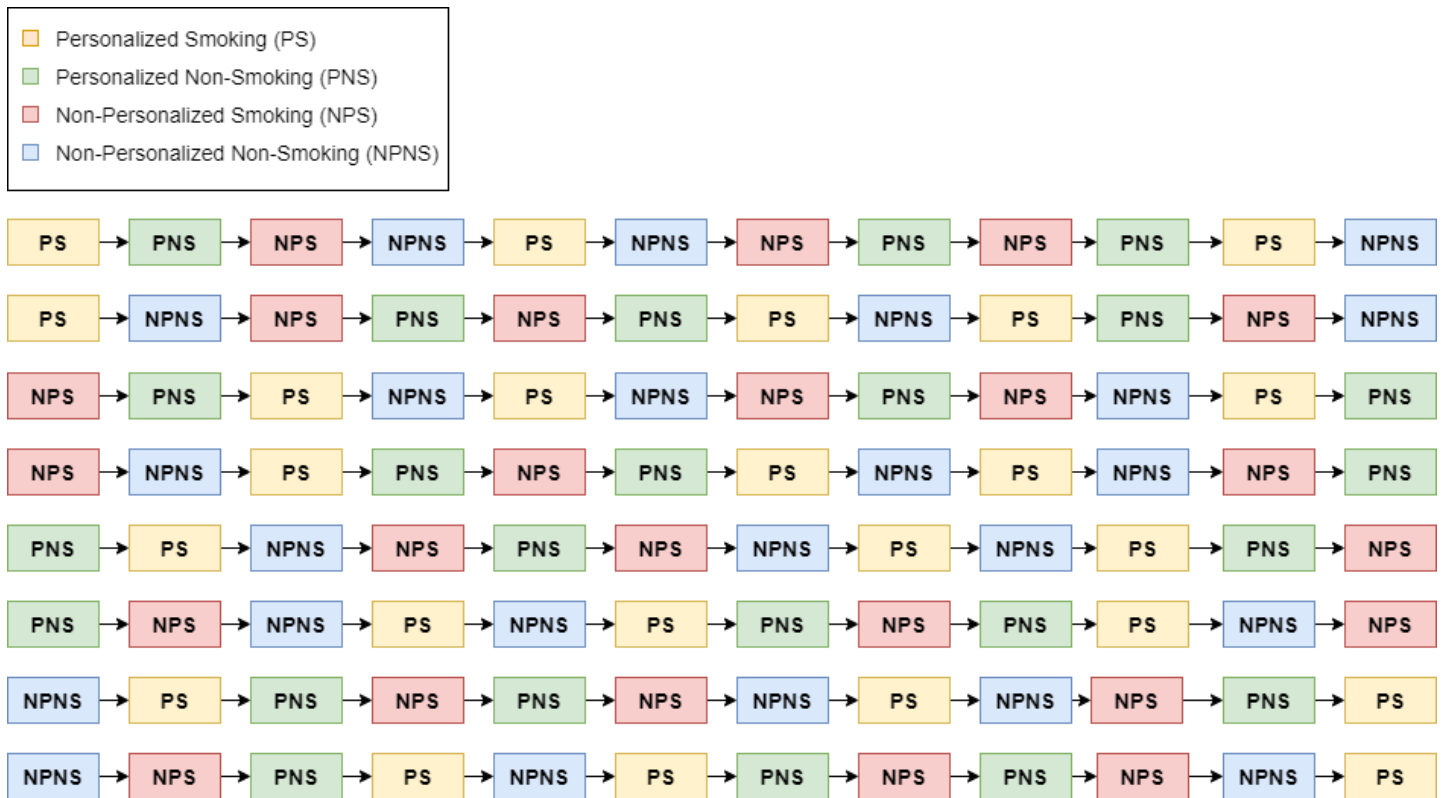 Personalized Smoking (PS)
Personalized Non-Smoking (PNS)
Non-Personalized Smoking (NPS)
Non-Personalized Non-Smoking (NPNS)
PS PNS NPS NPNS PS NPNS NPS PNS NPS PNS PS NPNS
PS NPNS NPS PNS NPS PNS PS NPNS PS PNS NPS NPNS
NPS PNS PS NPNS PS NPNS NPS PNS NPS NPNS PS PNS
NPS NPNS PS PNS NPS PNS PS NPNS PS NPNS NPS PNS
PNS PS NPNS NPS PNS NPS NPNS PS NPNS PS PNS NPS
PNS NPS NPNS PS NPNS PS PNS NPS PNS PS NPNS NPS
NPNS PS PNS NPS PNS NPS NPNS PS NPNS NPS PNS PS
NPNS NPS PNS PS NPNS PS PNS NPS PNS NPS NPNS PS